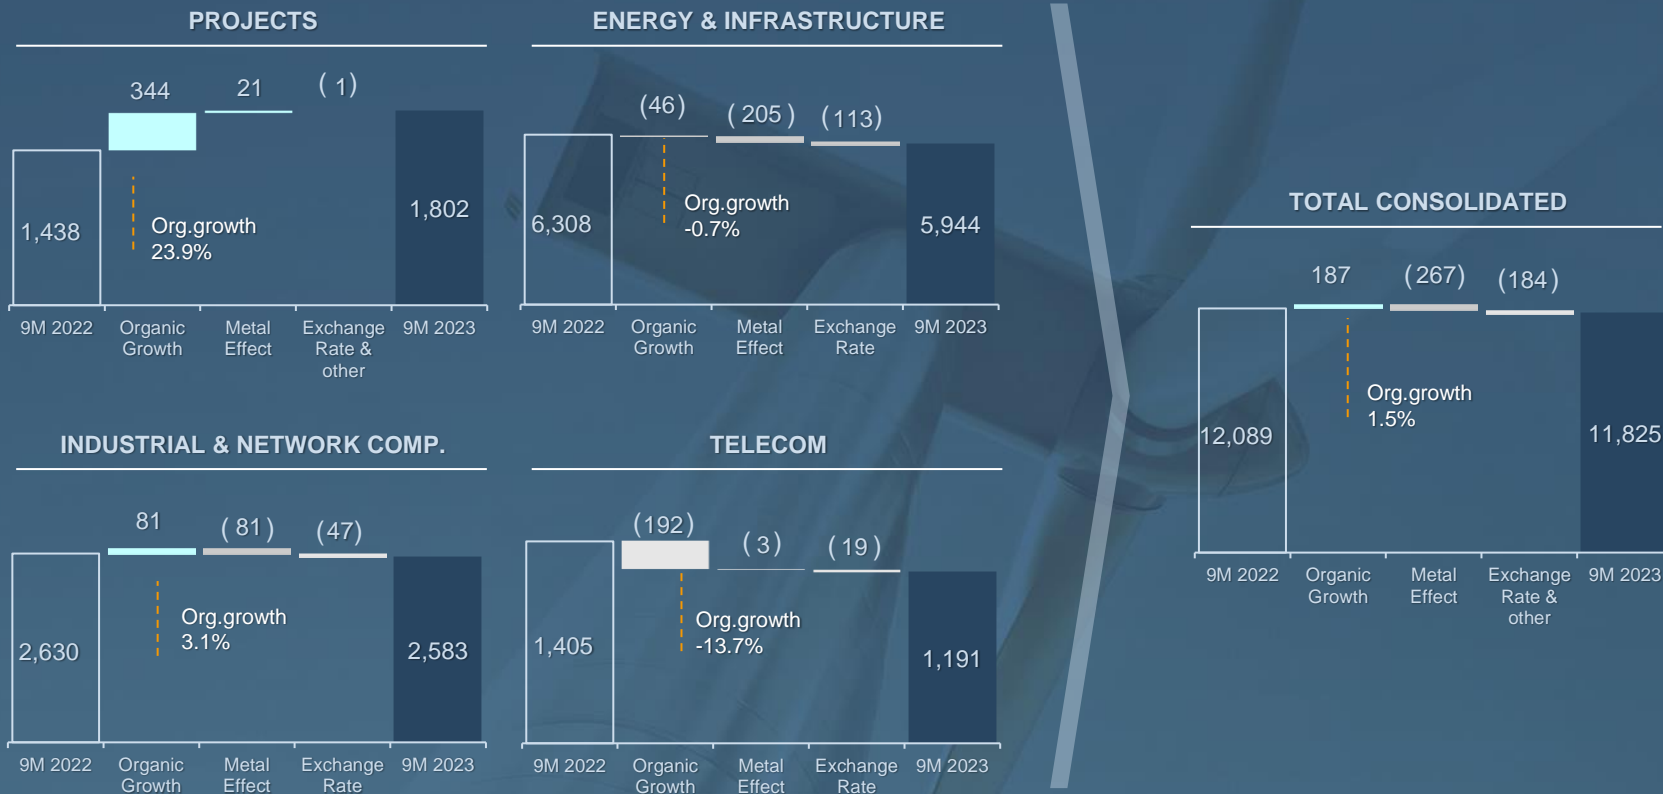 PROJECTS
344
21
( 1)
1,438
Org.growth
23.9%
1,802
9M 2022
Organic
Growth
Metal
Effect
Exchange
Rate &
other
9M 2023
ENERGY & INFRASTRUCTURE
(46)
( 205 )
(113)
6,308
Org.growth
-0.7%
5,944
9M 2022
Organic
Growth
Metal
Effect
Exchange
Rate
9M 2023
INDUSTRIAL & NETWORK COMP.
81
( 81)
(47)
2,630
Org.growth
3.1%
2,583
9M 2022
Organic
Growth
Metal
Effect
Exchange
Rate
9M 2023
TELECOM
(192)
( 3)
( 19 )
1,405
Org.growth
-13.7%
1,191
9M 2022
Organic
Growth
Metal
Effect
Exchange
Rate
9M 2023
TOTAL CONSOLIDATED
187
(267)
(184)
12,089
Org.growth
1.5%
11,825
9M 2022
Organic
Growth
Metal
Effect
Exchange
Rate &
other
9M 2023